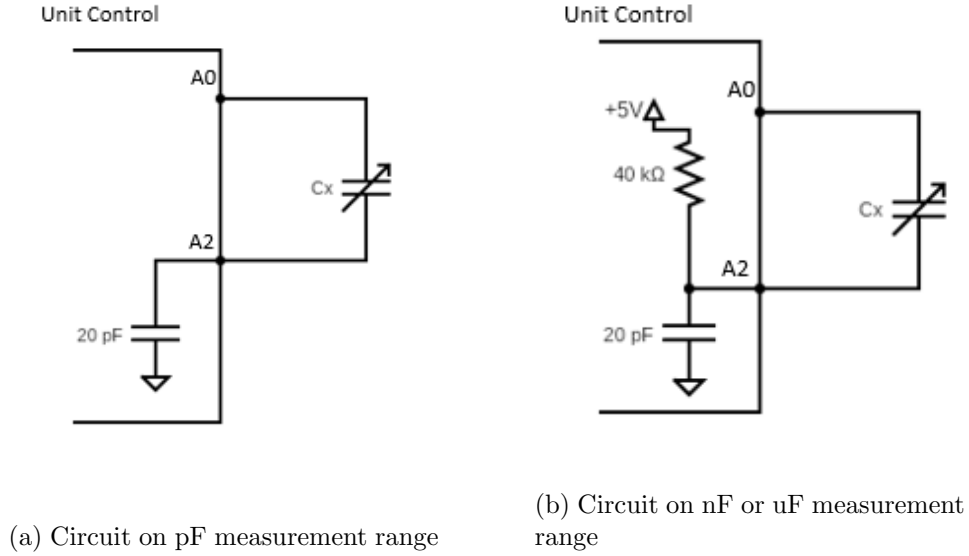 Unit Control
A0
Cx
A2
20 pF
(a) Circuit on pF measurement range
Unit Control
A0
+5V
40 kΩ
Cx
A2
20 pF
(b) Circuit on nF or uF measurement
range